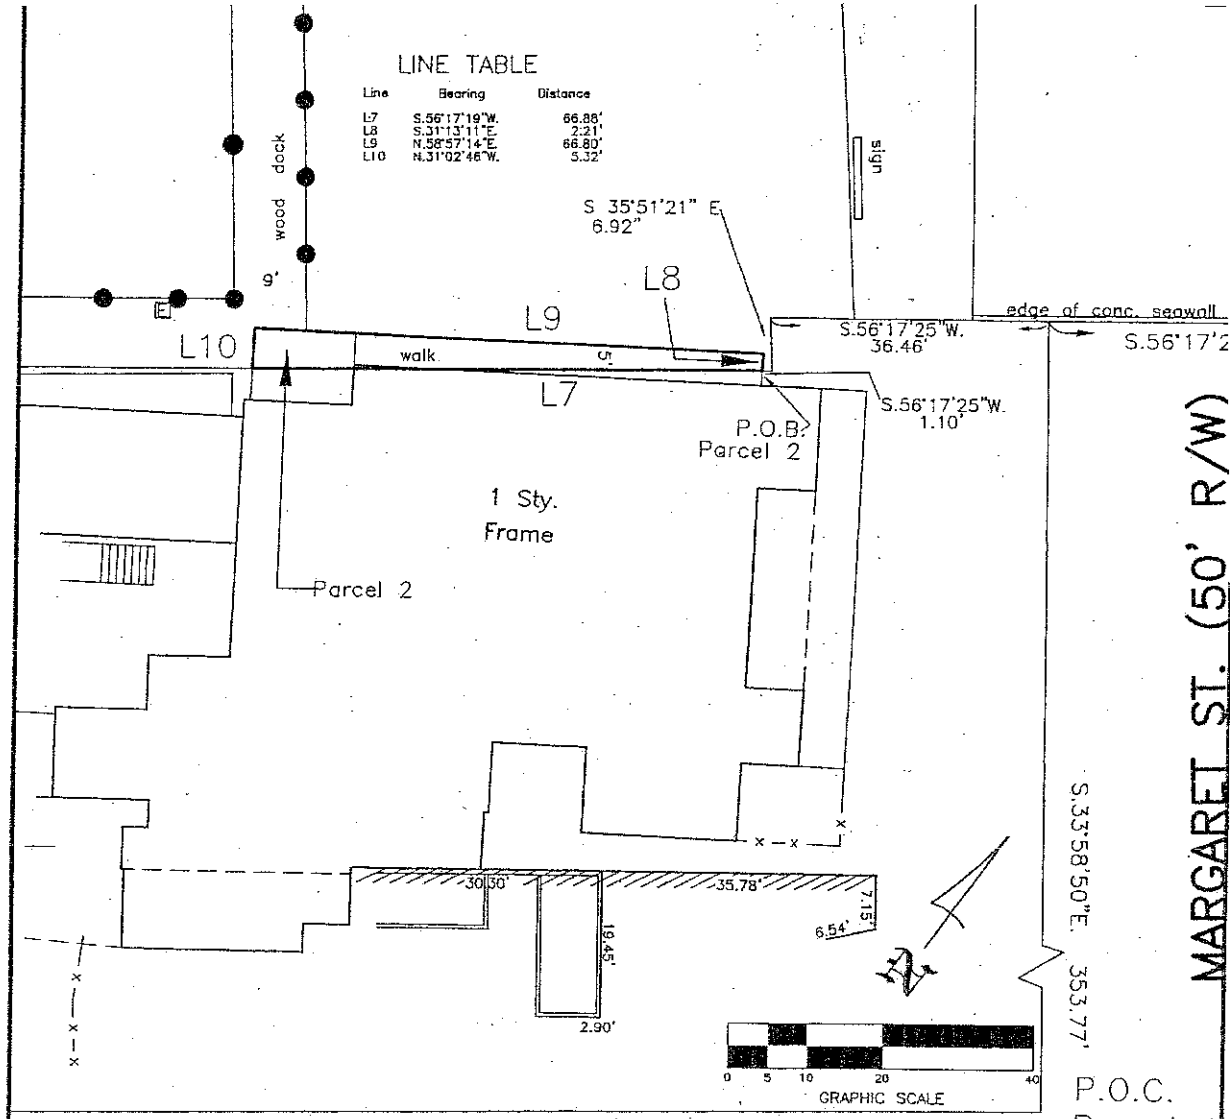 LINE TABLE
Line Bearing Distance
L7 S.56°17'19"W. 66.88'
L8 S.31°13'11"E. 2.21'
L9 N.58°57'14"E. 66.80'
L10 N.31°02'46"W. 5.32'
wood dock
sign
S 35°51'21" E
6.92"
9'
E
L8
L9
edge of conc. seawall
S.56°17'25"W.
36.46'
S.56°17'2
L10
walk
5'
L7
S.56°17'25"W.
1.10'
P.O.B.
Parcel 2
1 Sty.
Frame
Parcel 2
MARGARET ST. (50' R/W)
S.33°58'50"E. 353.77'
x
x - x
30.30'
35.78'
7.15'
6.54'
19.45'
2.90'
N
x
x
0 5 10 20 40
GRAPHIC SCALE
P.O.C.